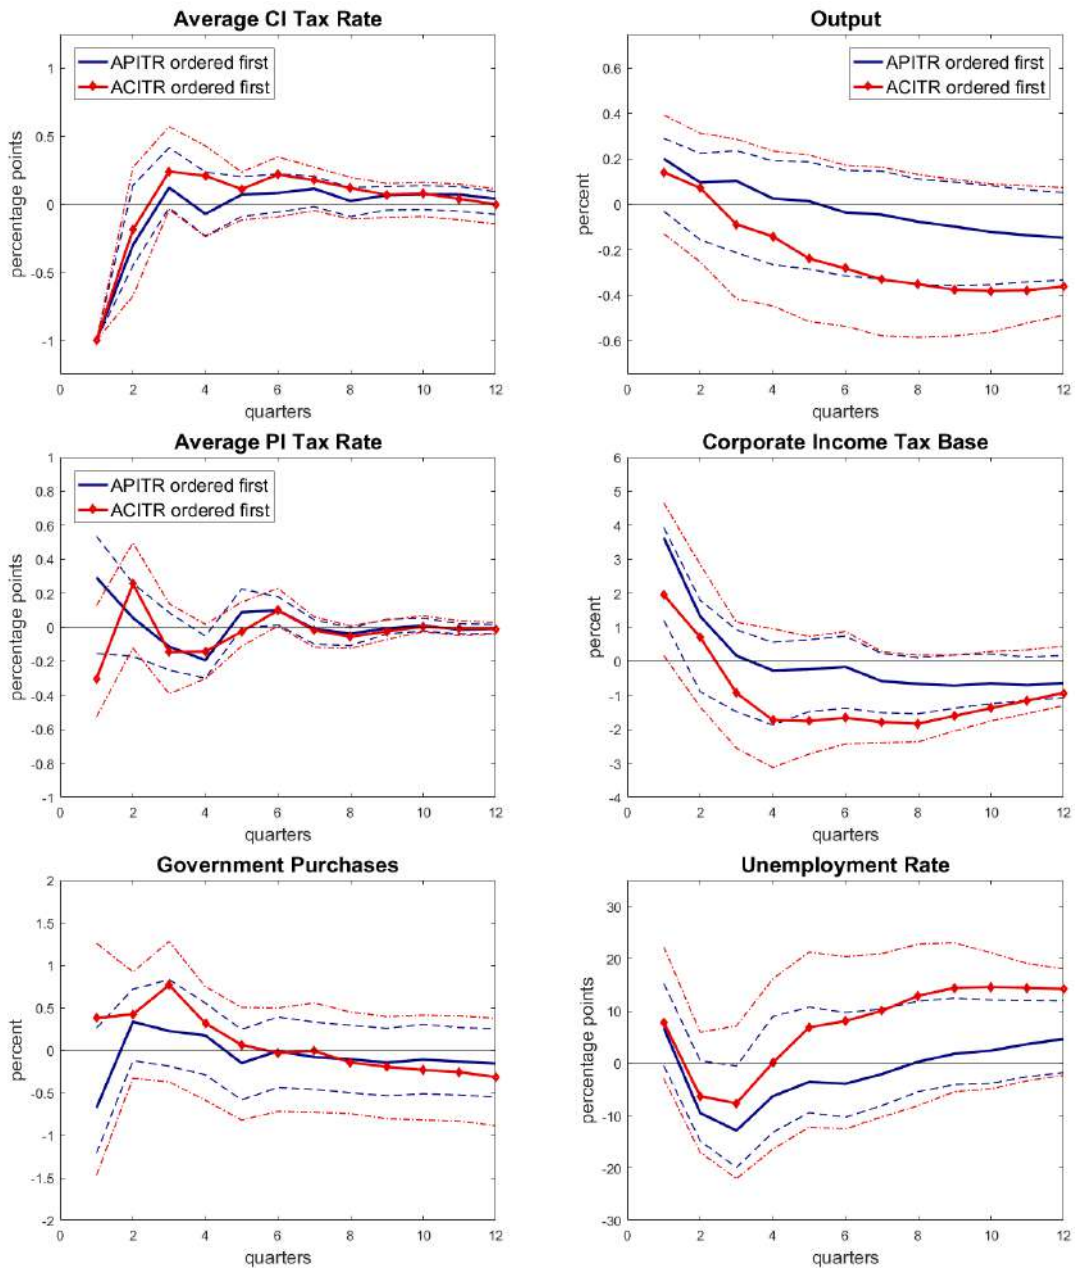 Average CI Tax Rate
APITR ordered first
ACITR ordered first
percentage points
1
0.5
0
-0.5
-1
0 2 4 6 8 10 12
quarters
Output
APITR ordered first
ACITR ordered first
percent
0.6
0.4
0.2
0
-0.2
-0.4
-0.6
0 2 4 6 8 10 12
quarters
Average PI Tax Rate
APITR ordered first
ACITR ordered first
percentage points
1
0.8
0.6
0.4
0.2
0
-0.2
-0.4
-0.6
-0.8
-1
0 2 4 6 8 10 12
quarters
Corporate Income Tax Base
percent
6
5
4
3
2
1
0
-1
-2
-3
-4
0 2 4 6 8 10 12
quarters
Government Purchases
percent
2
1.5
1
0.5
0
-0.5
-1
-1.5
-2
0 2 4 6 8 10 12
quarters
Unemployment Rate
percentage points
30
20
10
0
-10
-20
-30
0 2 4 6 8 10 12
quarters